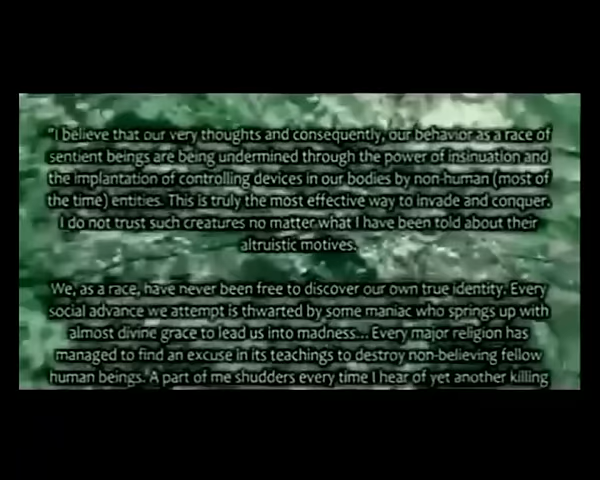 "I believe that our very thoughts and consequently, our behavior as a race of
sentient beings are being undermined through the power of insinuation and
the implantation of controlling devices in our bodies by non-human (most of
the time) entities. This is truly the most effective way to invade and conquer.
I do not trust such creatures no matter what I have been told about their
altruistic motives.
We, as a race, have never been free to discover our own true identity. Every
social advance we attempt is thwarted by some maniac who springs up with
almost divine grace to lead us into madness... Every major religion has
managed to find an excuse in its teachings to destroy non-believing fellow
human beings. A part of me shudders every time I hear of yet another killing